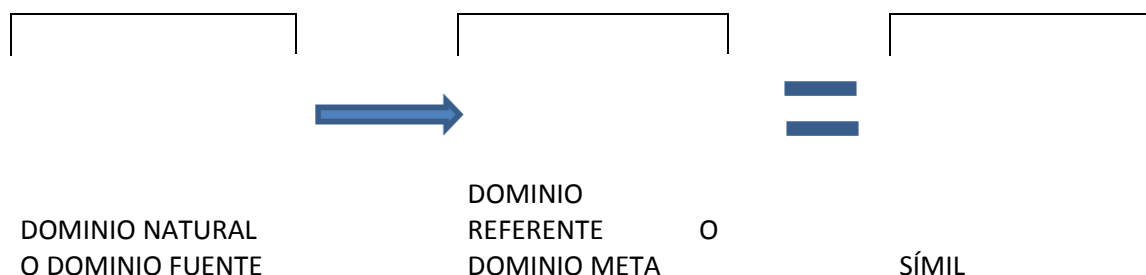 DOMINIO NATURAL
O DOMINIO FUENTE
DOMINIO
REFERENTE O
DOMINIO META
SÍMIL